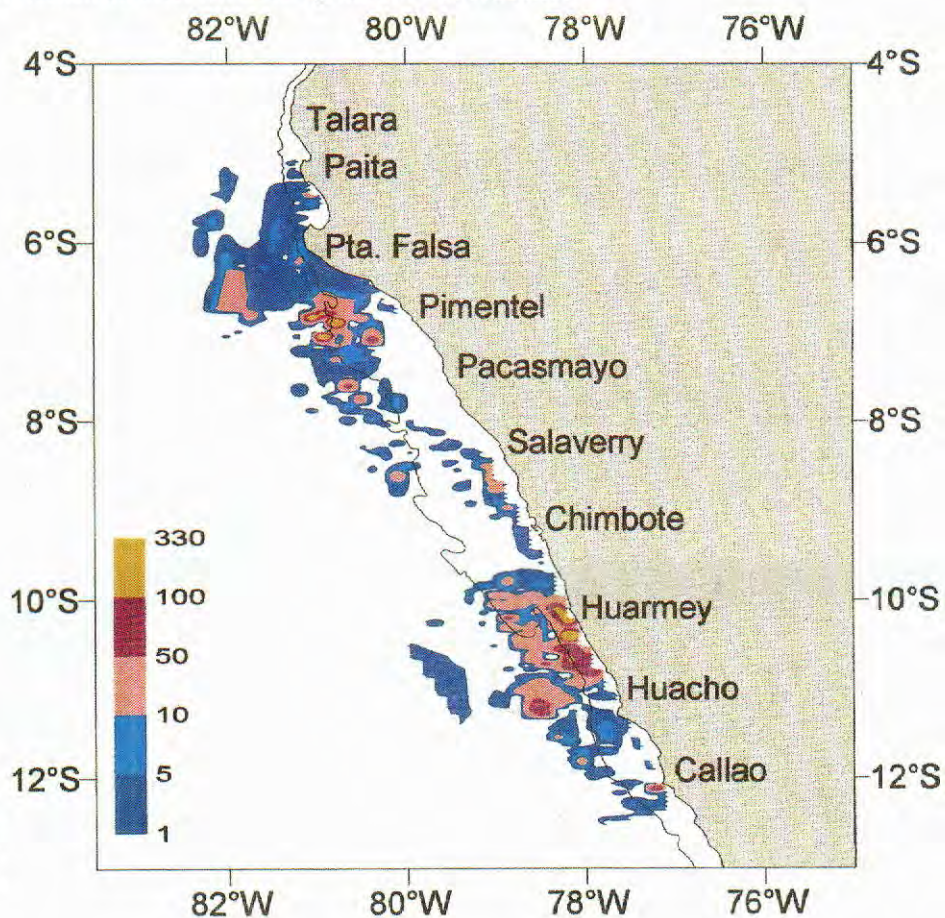 82°W 80°W 78°W 76°W
4°S 4°S
Talara
Paita
6°S Pta. Falsa 6°S
Pimentel
Pacasmayo
8°S 8°S
Salaverry
Chimbote
330
100
50
10
5
1
10°S Huarmey 10°S
Huacho
12°S Callao 12°S
82°W 80°W 78°W 76°W